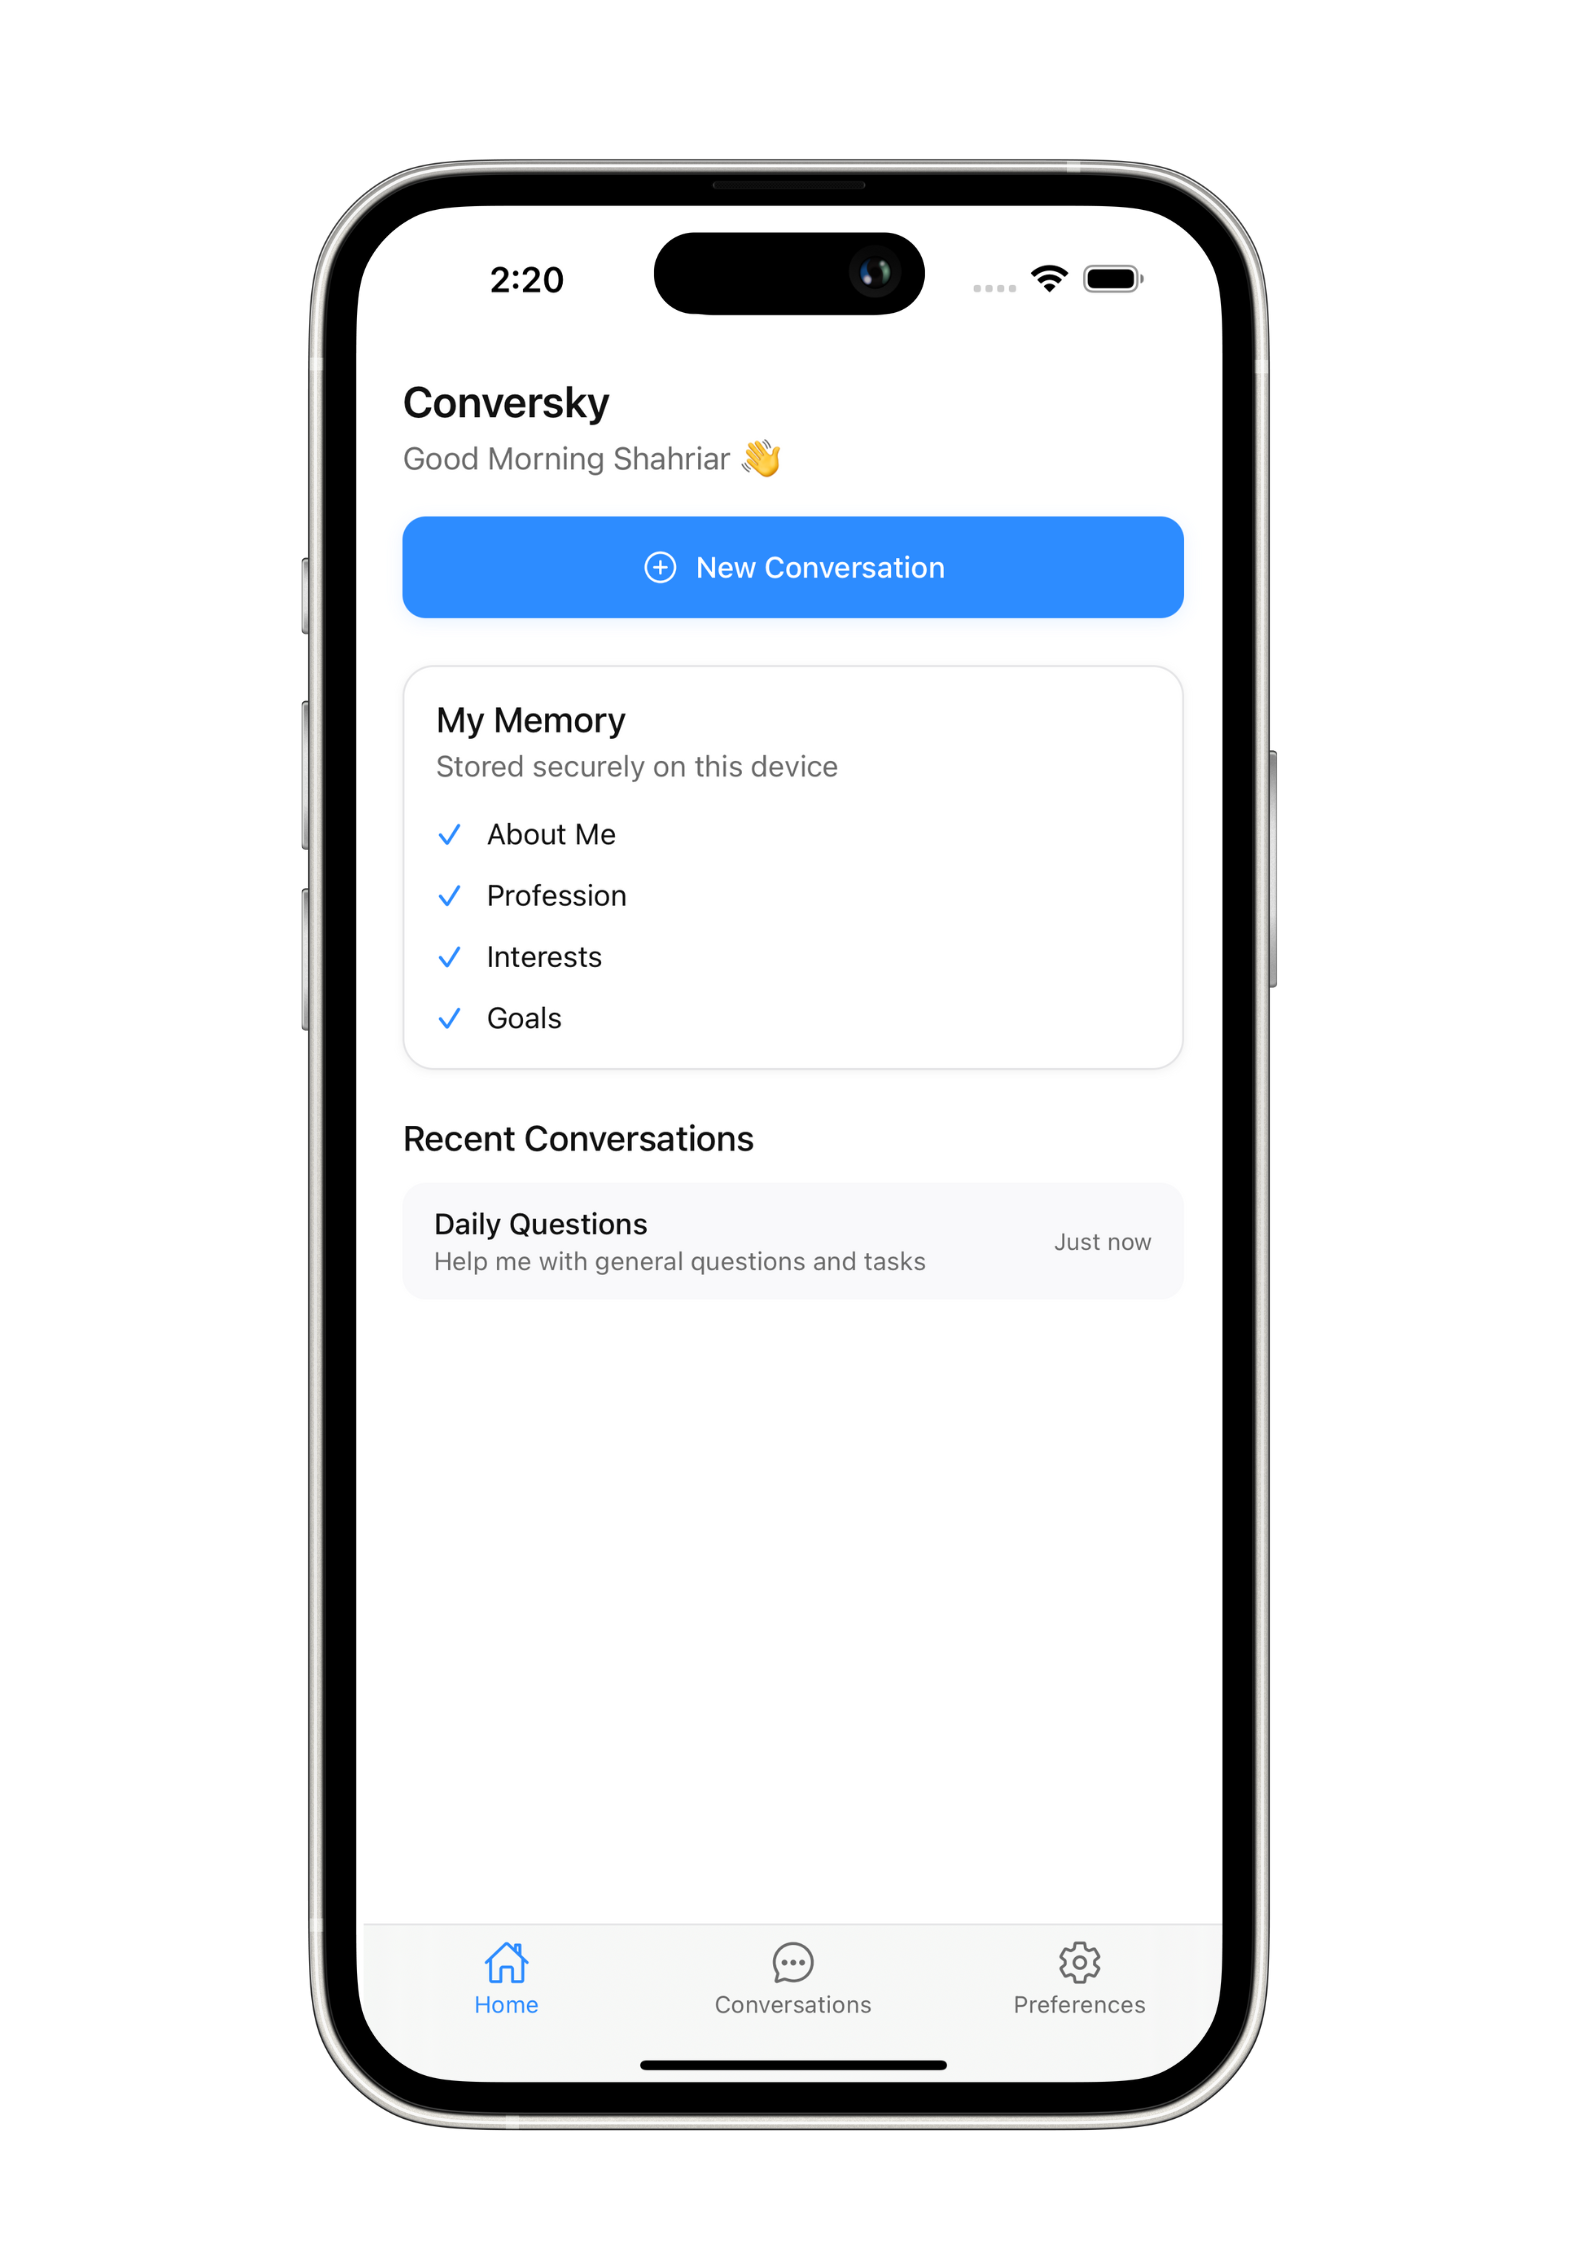 2:20
Conversky
Good Morning Shahriar 👋
New Conversation
My Memory
Stored securely on this device
About Me
Profession
Interests
Goals
Recent Conversations
Daily Questions
Help me with general questions and tasks
Just now
Home
Conversations
Preferences